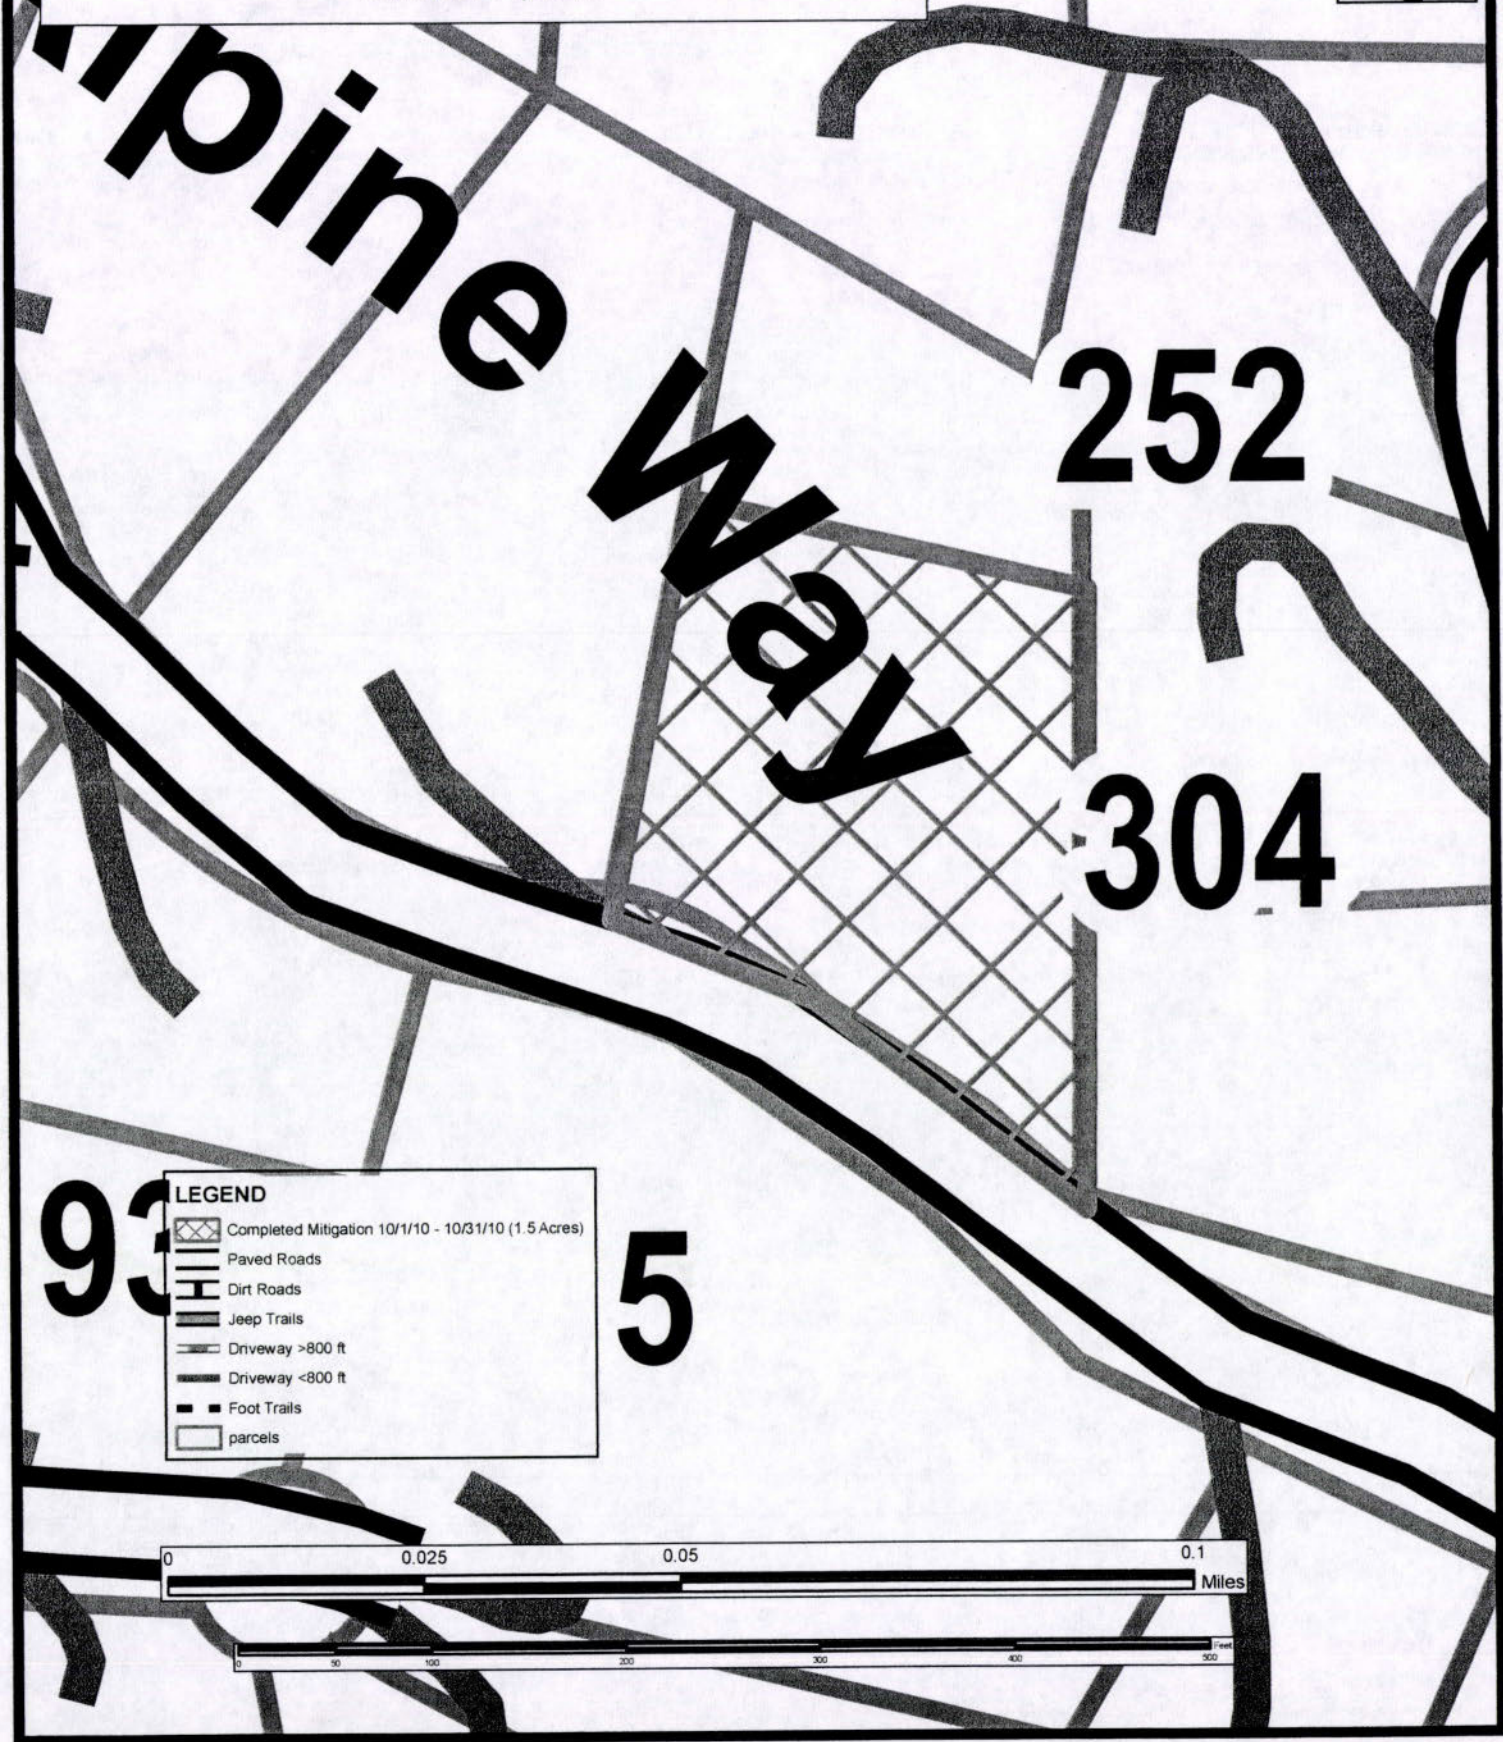 pine Way
252
304
93
5
LEGEND
Completed Mitigation 10/1/10 - 10/31/10 (1.5 Acres)
Paved Roads
Dirt Roads
Jeep Trails
Driveway >800 ft
Driveway <800 ft
Foot Trails
parcels
0 0.025 0.05 0.1
Miles
0 50 100 200 300 400 500
Feet